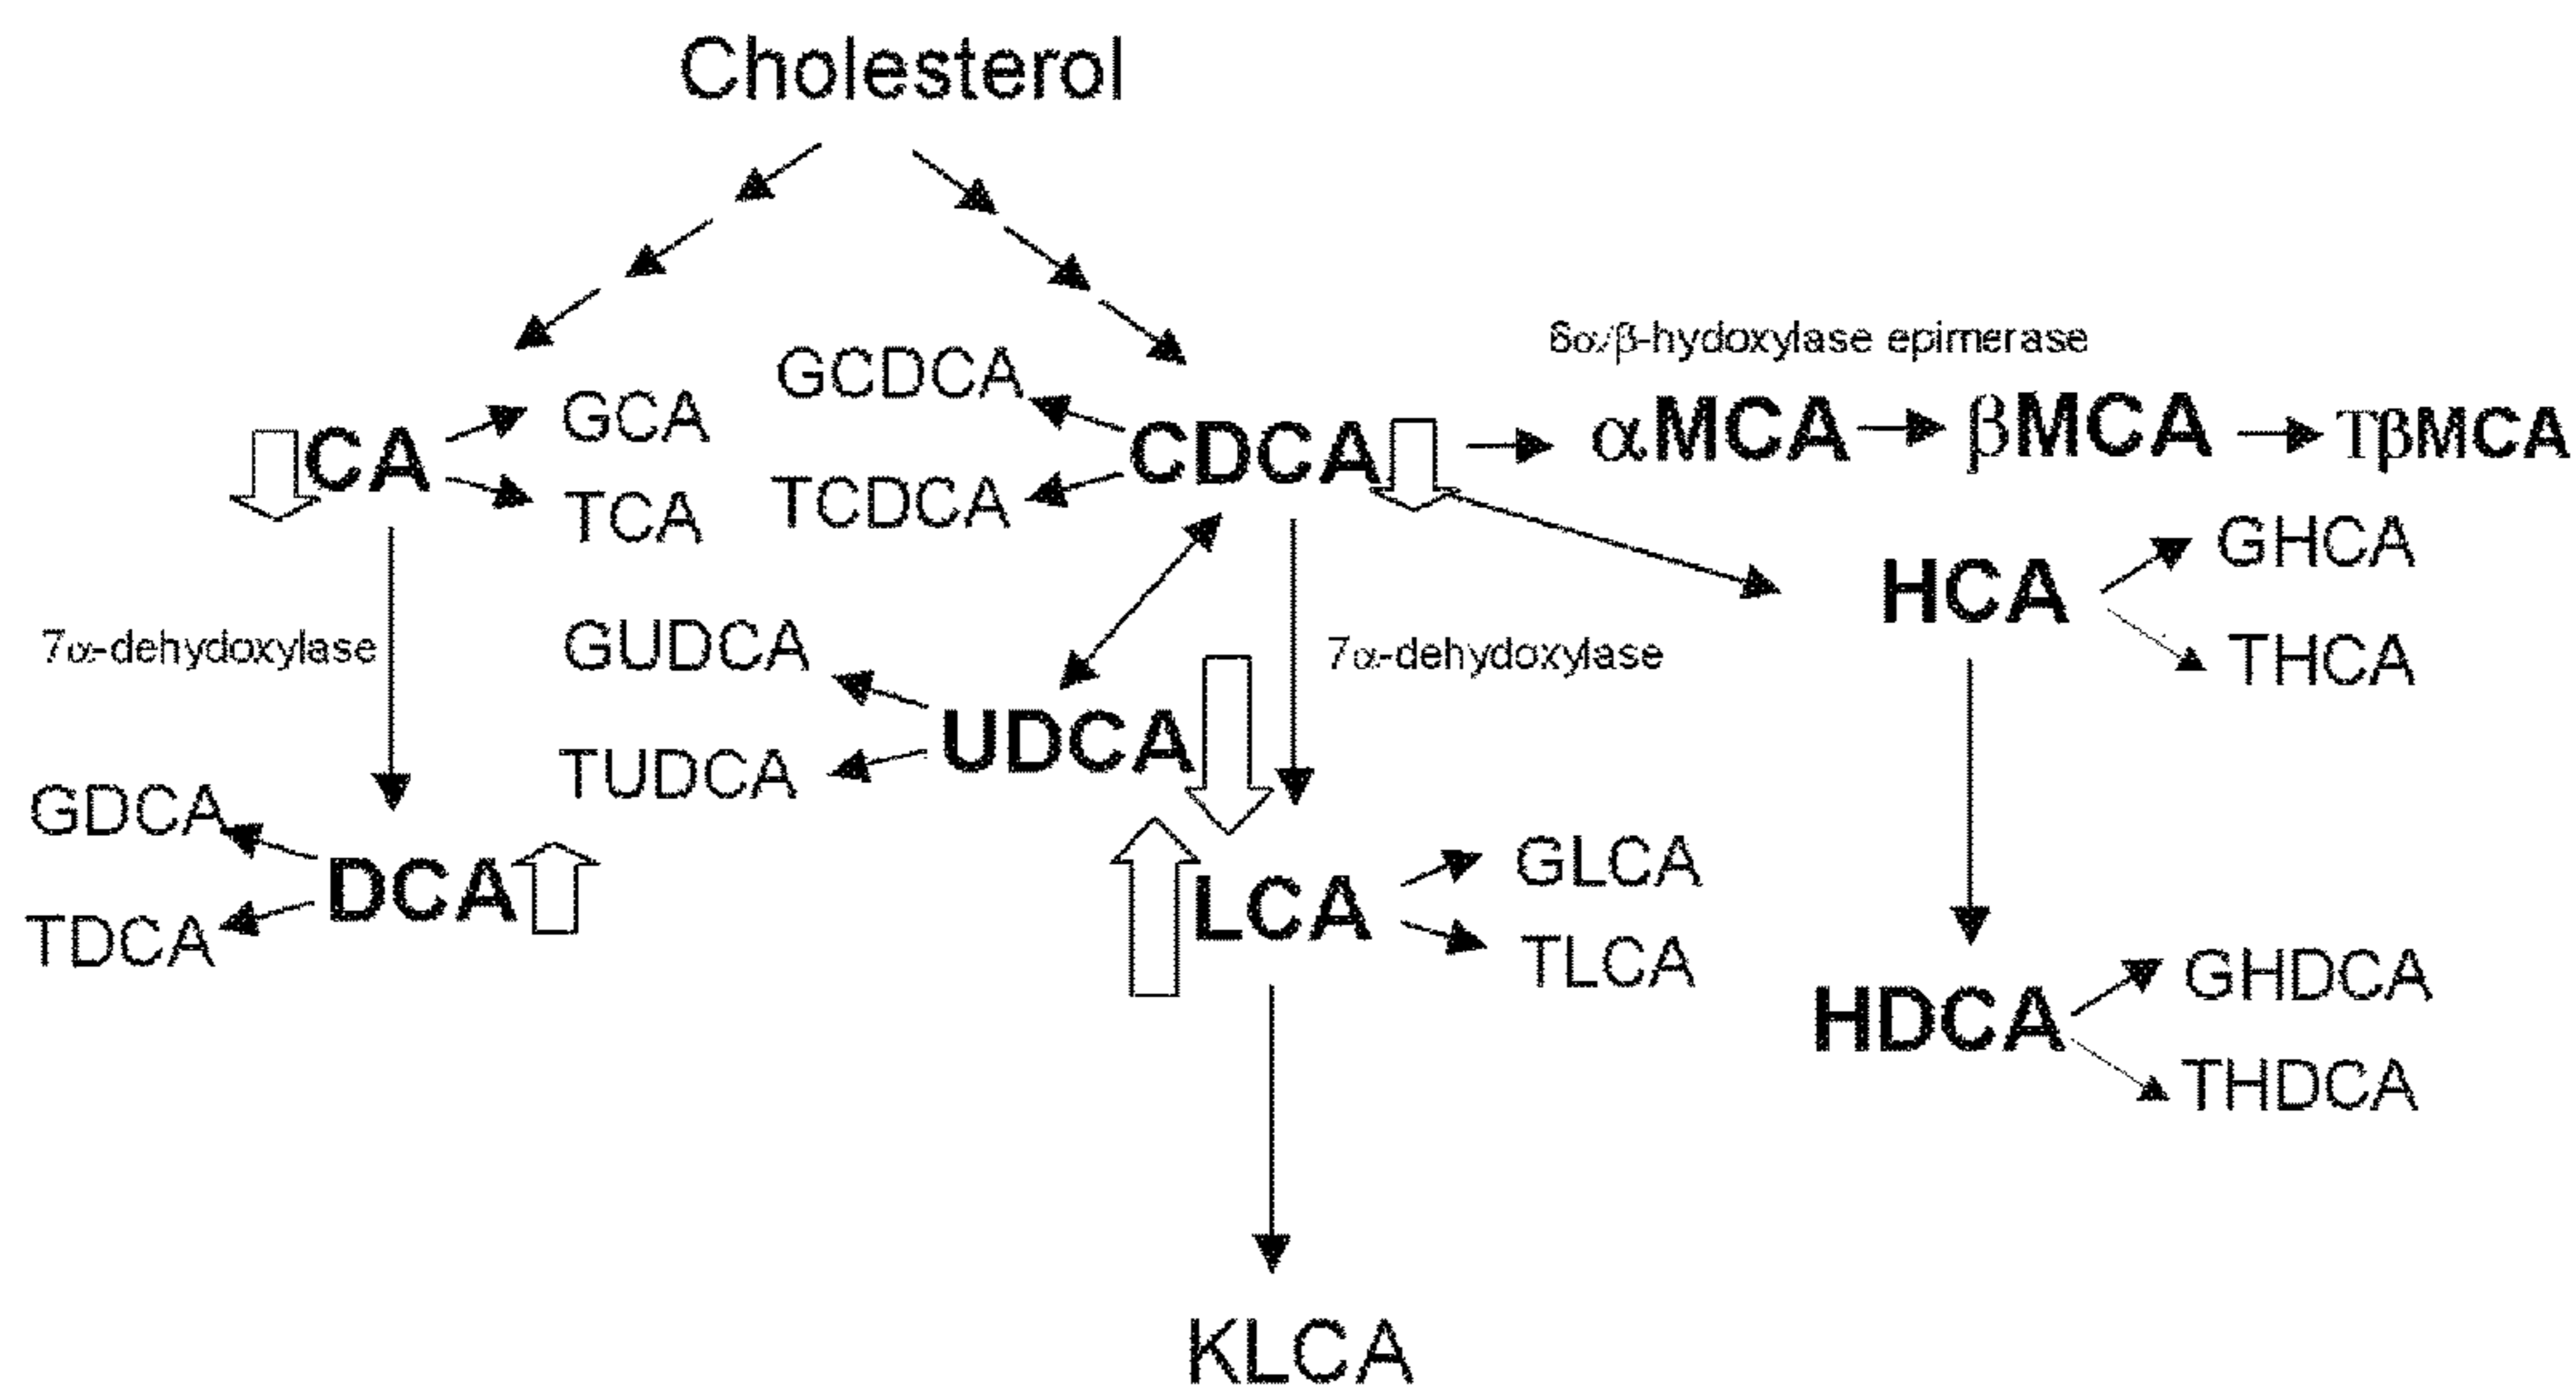 Cholesterol
δα/β-hydoxylase epimerase
GCDCA
GCA
CA
TCA
CDCA
TCDCA
αMCA
βMCA
TβMCA
GHCA
HCA
THCA
7α-dehydoxylase
GUDCA
7α-dehydoxylase
UDCA
TUDCA
GDCA
DCA
TDCA
GLCA
LCA
TLCA
GHDCA
HDCA
THDCA
KLCA